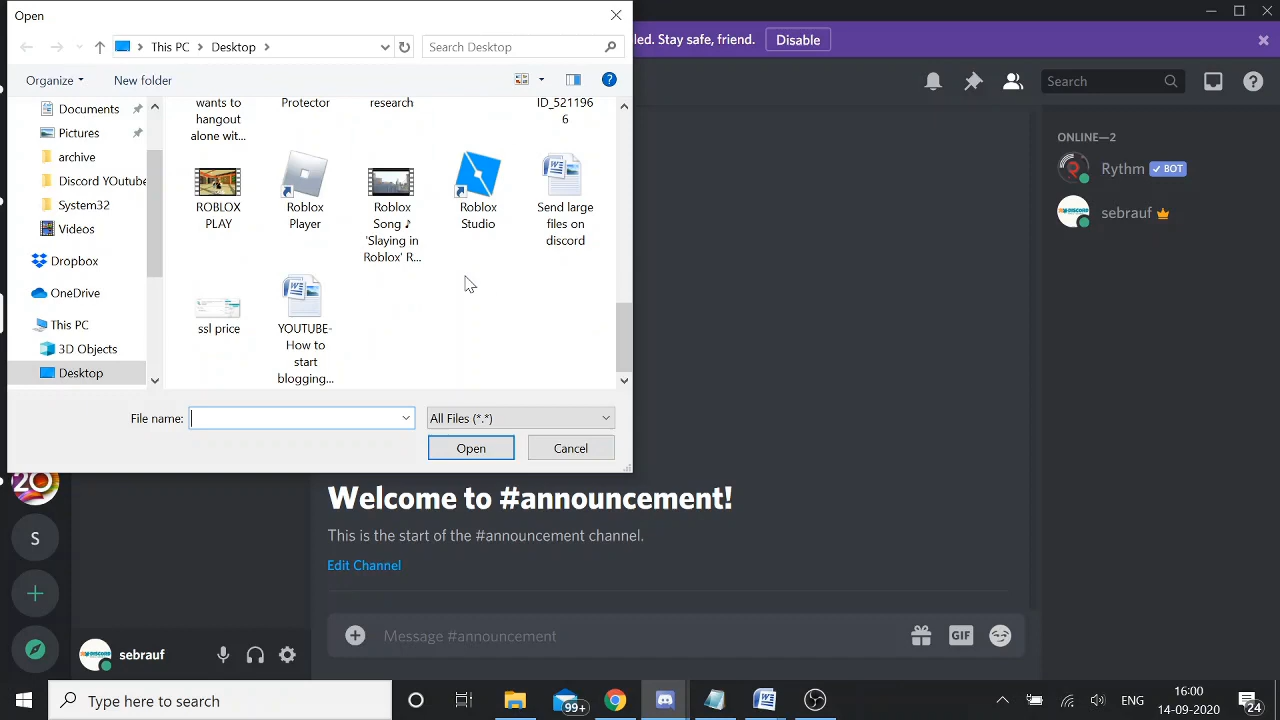 Open
This PC
Desktop
Search Desktop
Organize
New folder
led. Stay safe, friend.
Disable
Search
Documents
Pictures
archive
Discord YOutube
System32
Videos
Dropbox
OneDrive
This PC
3D Objects
Desktop
wants to
hangout
alone wit...
Protector
research
ID_521196
6
ROBLOX
PLAY
Roblox
Player
Roblox
Song ♪
'Slaying in
Roblox' R...
Roblox
Studio
Send large
files on
discord
ssl price
YOUTUBE-
How to
start
blogging...
File name:
All Files (*.*)
Open
Cancel
ONLINE—2
Rythm ✓ BOT
sebrauf
20
S
Welcome to #announcement!
This is the start of the #announcement channel.
Edit Channel
Message #announcement
GIF
sebrauf
Type here to search
99+
ENG
16:00
14-09-2020
24